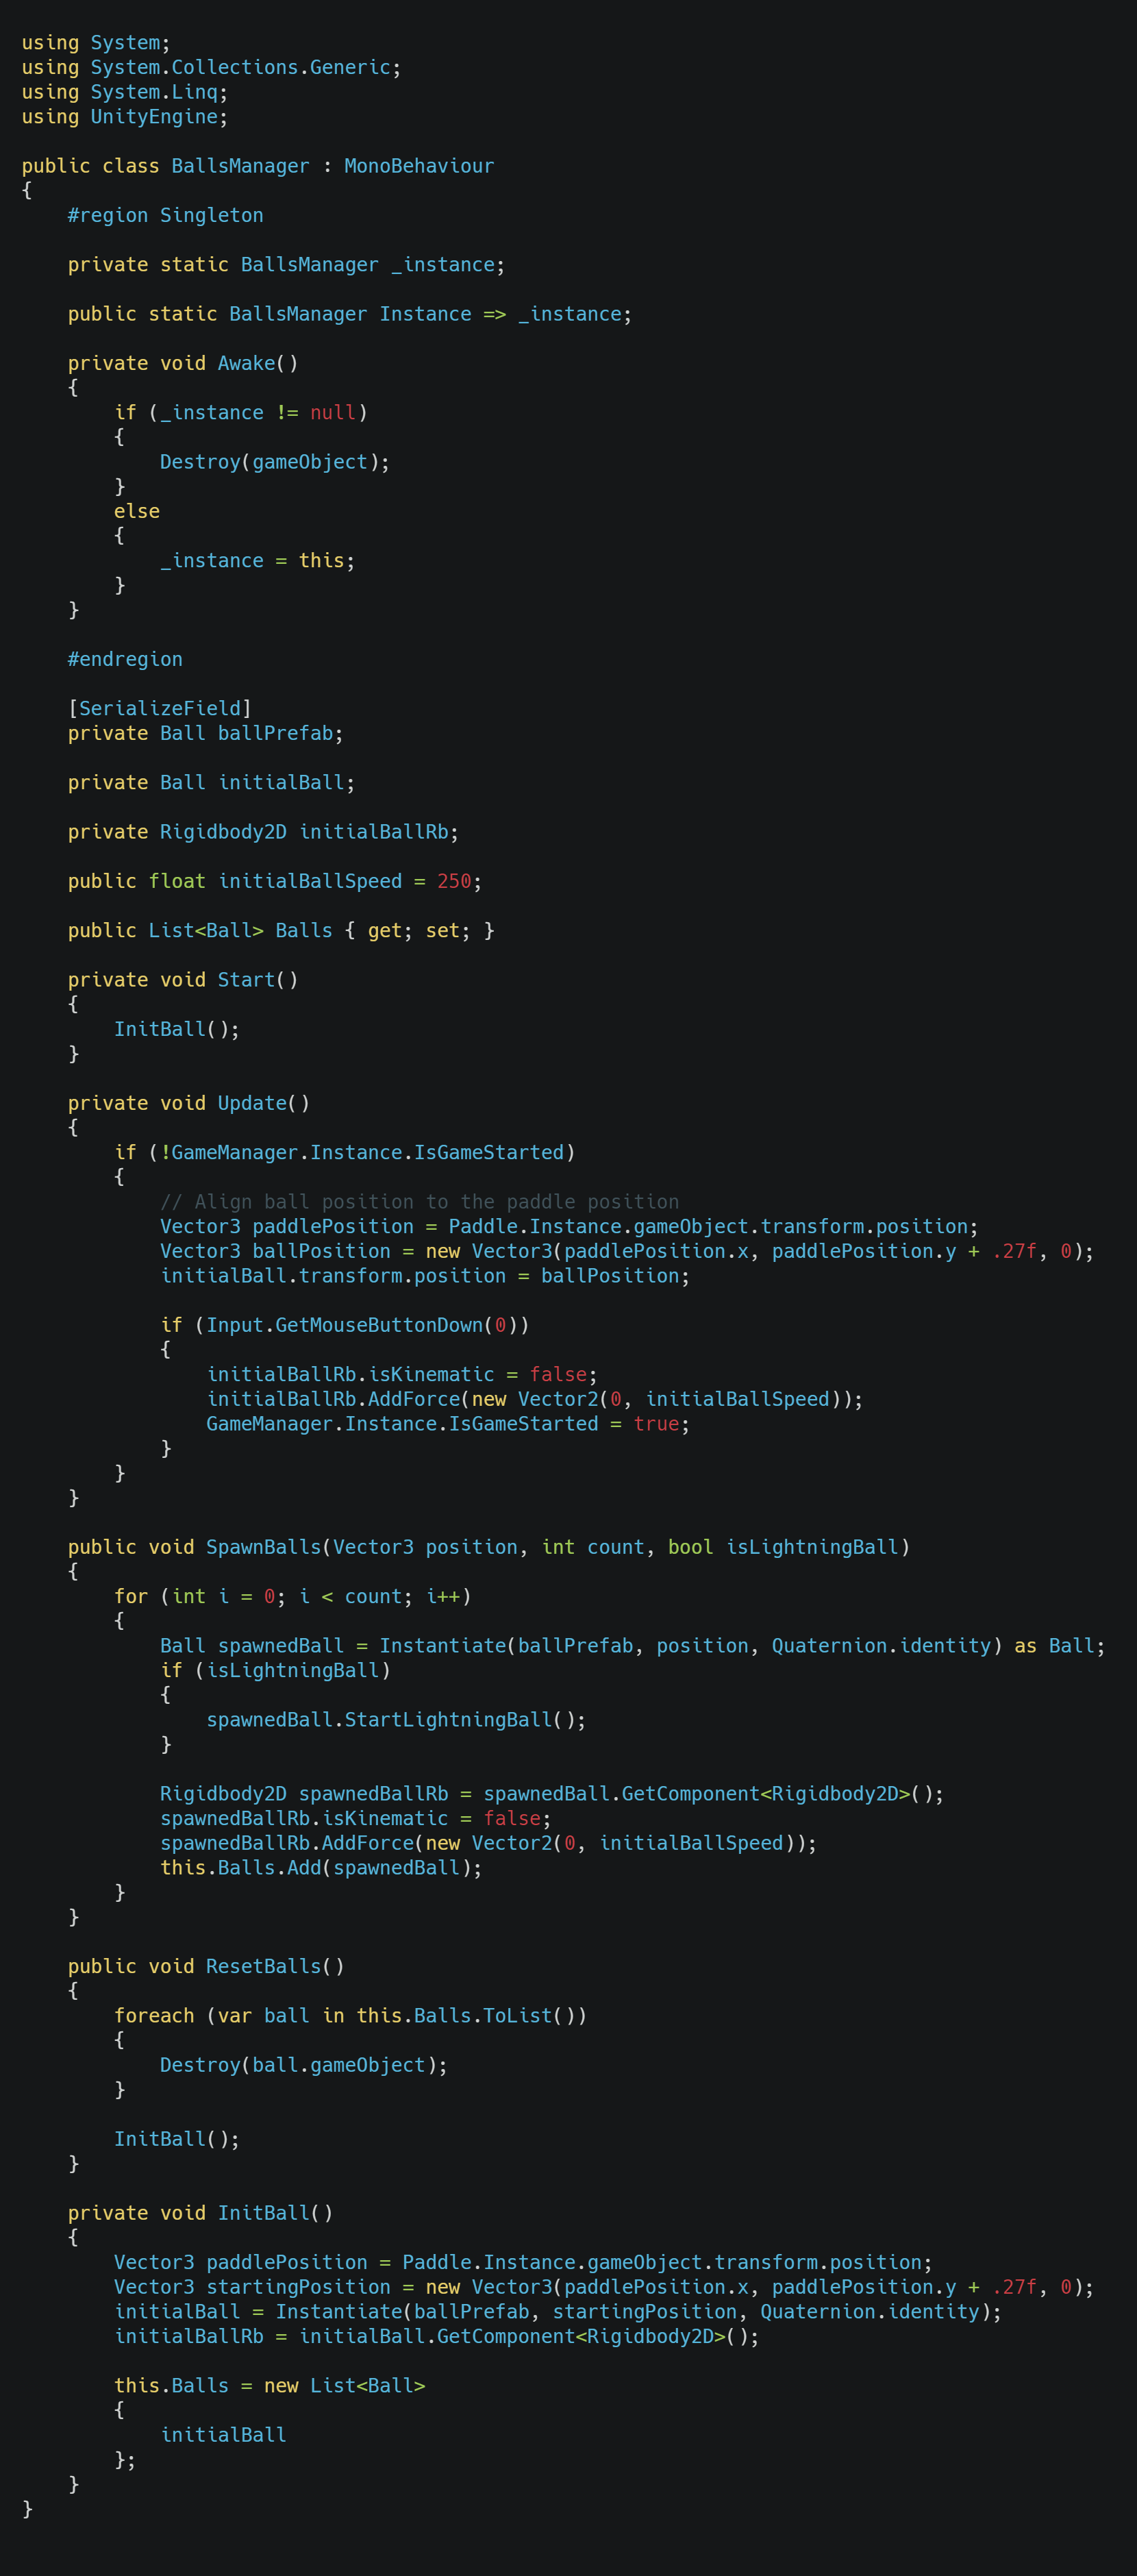 using System;
using System.Collections.Generic;
using System.Linq;
using UnityEngine;

public class BallsManager : MonoBehaviour
{
    #region Singleton

    private static BallsManager _instance;

    public static BallsManager Instance => _instance;

    private void Awake()
    {
        if (_instance != null)
        {
            Destroy(gameObject);
        }
        else
        {
            _instance = this;
        }
    }

    #endregion

    [SerializeField]
    private Ball ballPrefab;

    private Ball initialBall;

    private Rigidbody2D initialBallRb;

    public float initialBallSpeed = 250;

    public List<Ball> Balls { get; set; }

    private void Start()
    {
        InitBall();
    }

    private void Update()
    {
        if (!GameManager.Instance.IsGameStarted)
        {
            // Align ball position to the paddle position
            Vector3 paddlePosition = Paddle.Instance.gameObject.transform.position;
            Vector3 ballPosition = new Vector3(paddlePosition.x, paddlePosition.y + .27f, 0);
            initialBall.transform.position = ballPosition;

            if (Input.GetMouseButtonDown(0))
            {
                initialBallRb.isKinematic = false;
                initialBallRb.AddForce(new Vector2(0, initialBallSpeed));
                GameManager.Instance.IsGameStarted = true;
            }
        }
    }

    public void SpawnBalls(Vector3 position, int count, bool isLightningBall)
    {
        for (int i = 0; i < count; i++)
        {
            Ball spawnedBall = Instantiate(ballPrefab, position, Quaternion.identity) as Ball;
            if (isLightningBall)
            {
                spawnedBall.StartLightningBall();
            }

            Rigidbody2D spawnedBallRb = spawnedBall.GetComponent<Rigidbody2D>();
            spawnedBallRb.isKinematic = false;
            spawnedBallRb.AddForce(new Vector2(0, initialBallSpeed));
            this.Balls.Add(spawnedBall);
        }
    }

    public void ResetBalls()
    {
        foreach (var ball in this.Balls.ToList())
        {
            Destroy(ball.gameObject);
        }

        InitBall();
    }

    private void InitBall()
    {
        Vector3 paddlePosition = Paddle.Instance.gameObject.transform.position;
        Vector3 startingPosition = new Vector3(paddlePosition.x, paddlePosition.y + .27f, 0);
        initialBall = Instantiate(ballPrefab, startingPosition, Quaternion.identity);
        initialBallRb = initialBall.GetComponent<Rigidbody2D>();

        this.Balls = new List<Ball>
        {
            initialBall
        };
    }
}